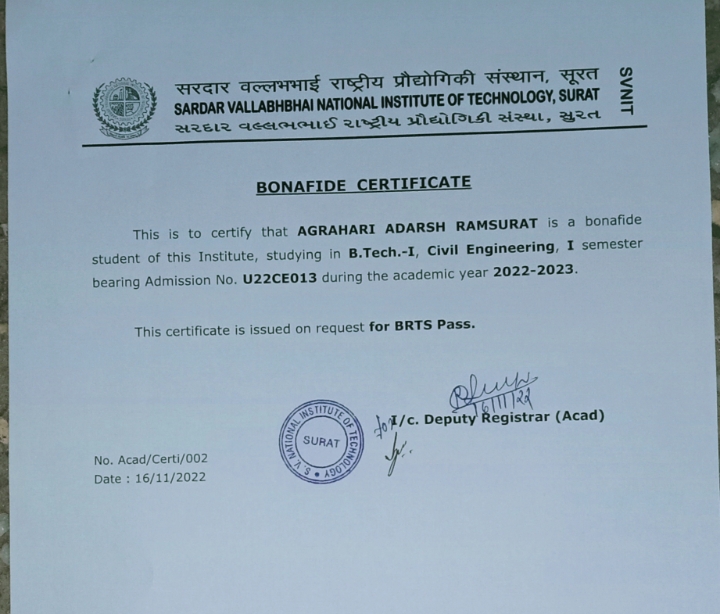 सरदार वल्लभभाई राष्ट्रीय प्रौद्योगिकी संस्थान, सूरत
SARDAR VALLABHBHAI NATIONAL INSTITUTE OF TECHNOLOGY, SURAT
સરદાર વલ્લભભાઈ રાષ્ટ્રીય પ્રૌદ્યોગિકી સંસ્થા, સુરત
SVNIT
BONAFIDE CERTIFICATE
This is to certify that AGRAHARI ADARSH RAMSURAT is a bonafide
student of this Institute, studying in B.Tech.-I, Civil Engineering, I semester
bearing Admission No. U22CE013 during the academic year 2022-2023.
This certificate is issued on request for BRTS Pass.
16/11/22
for I/c. Deputy Registrar (Acad)
S. V. NATIONAL INSTITUTE OF TECHNOLOGY
SURAT
No. Acad/Certi/002
Date : 16/11/2022